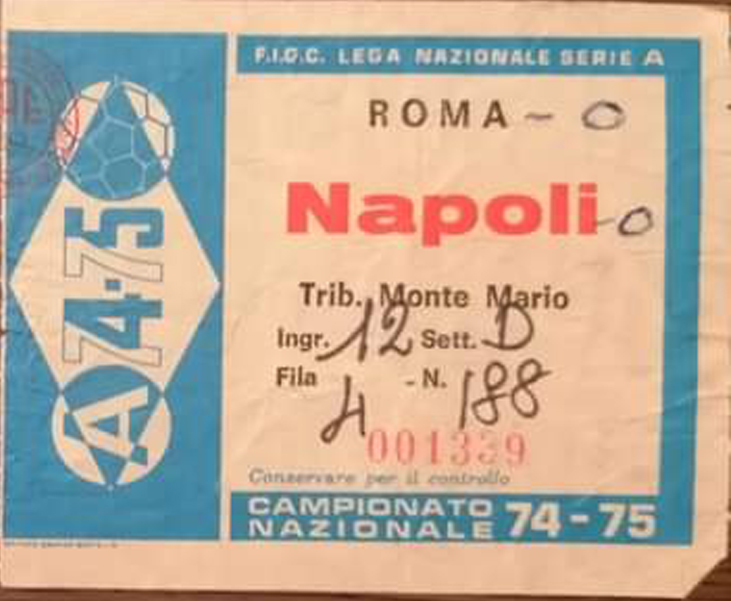 A 74-75
F.I.G.C. LEGA NAZIONALE SERIE A
ROMA - 0
Napoli - 0
Trib. Monte Mario
Ingr. 12 Sett. D
Fila 4 - N. 188
001339
Conservare per il controllo
CAMPIONATO
NAZIONALE 74-75